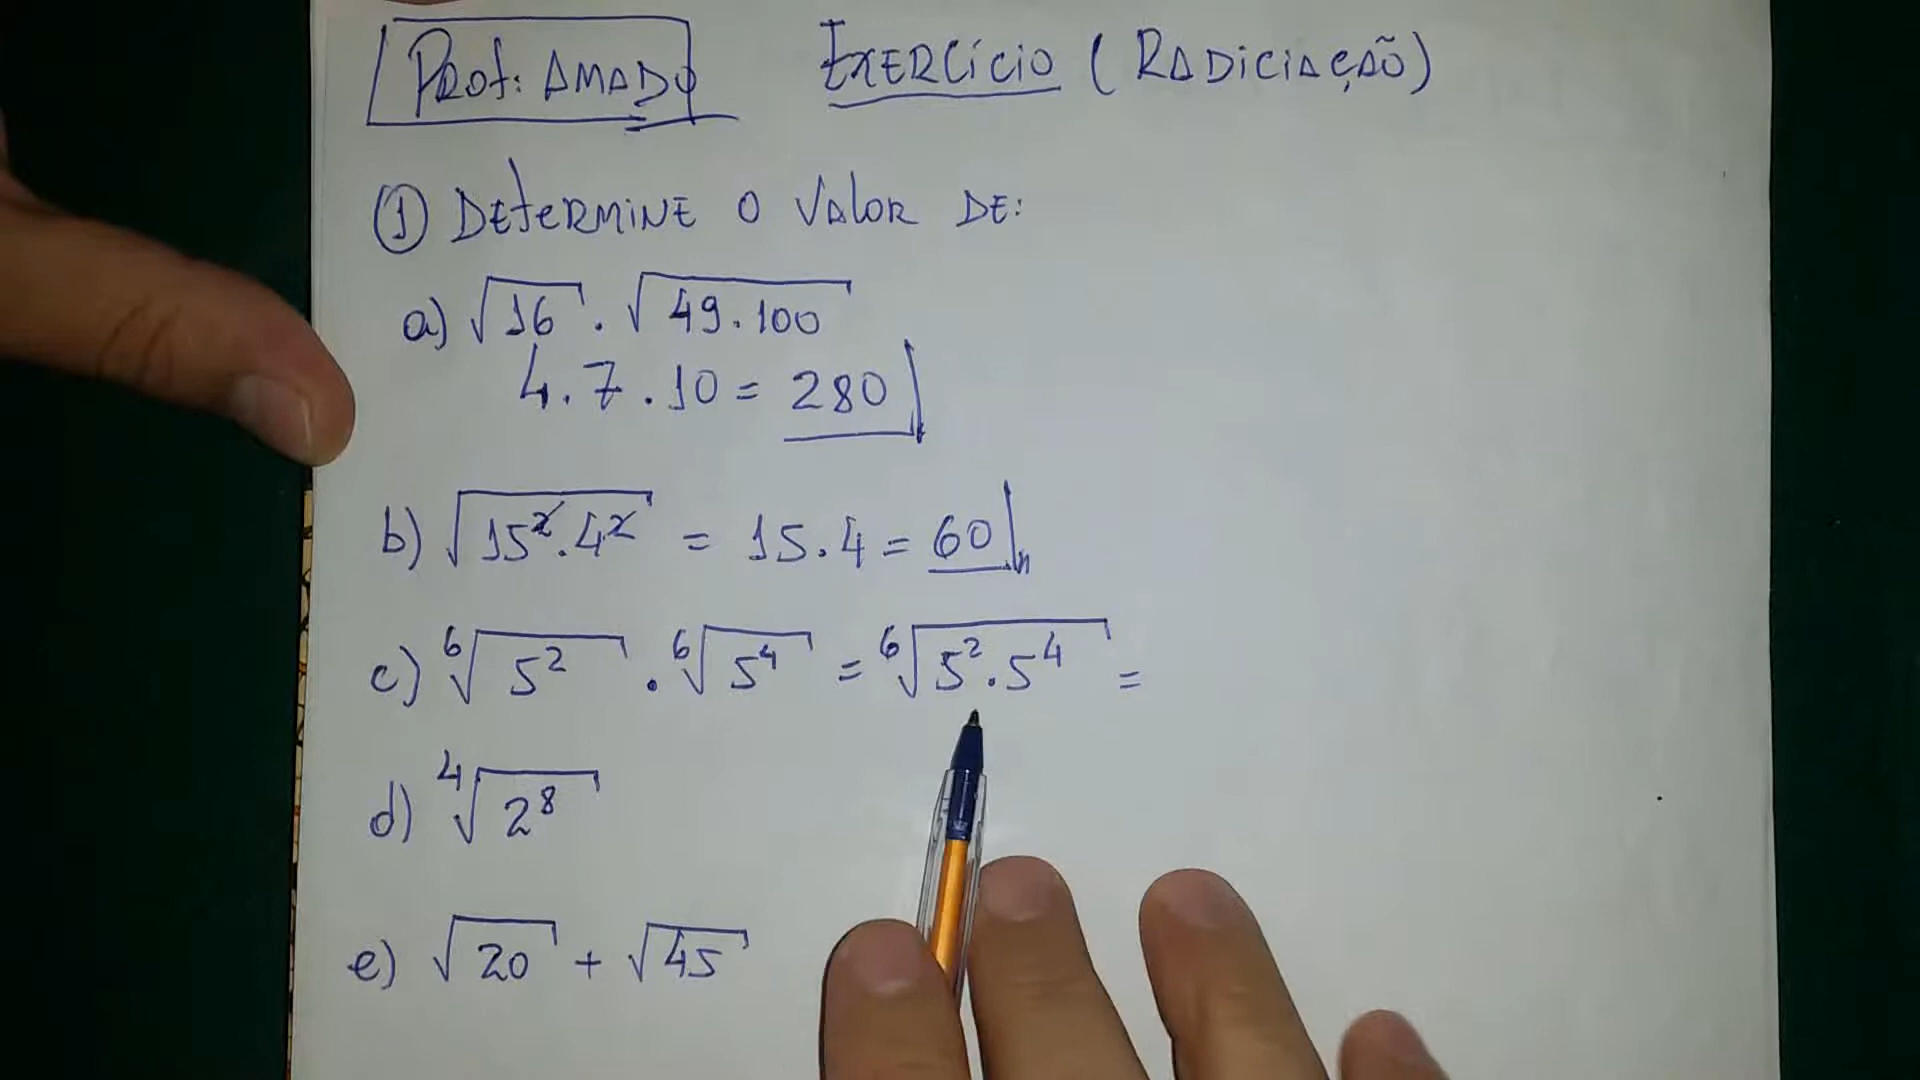 PROF: AMADO
EXERCÍCIO (RADICIAÇÃO)
① DETERMINE O VALOR DE:
a) √16 . √49.100
4.7.10 = 280
b) √15².4² = 15.4 = 60
c) ⁶√5² . ⁶√5⁴ = ⁶√5².5⁴ =
d) ⁴√2⁸
e) √20 + √45